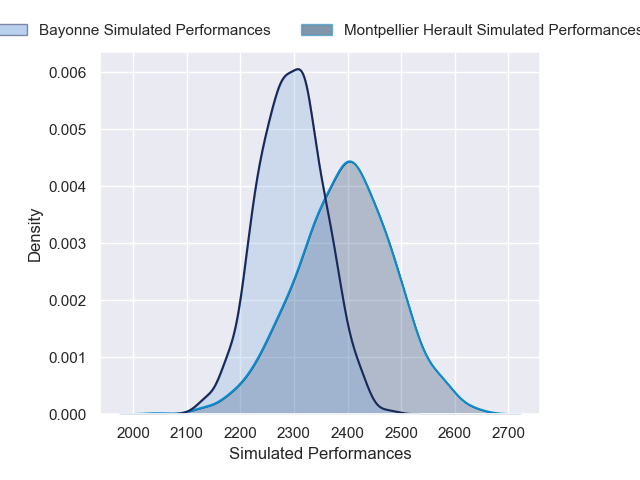 Bayonne Simulated Performances Montpellier Herault Simulated Performances
0.006
0.005
0.004
0.003
0.002
0.001
0.000
Density
2000 2100 2200 2300 2400 2500 2600 2700
Simulated Performances